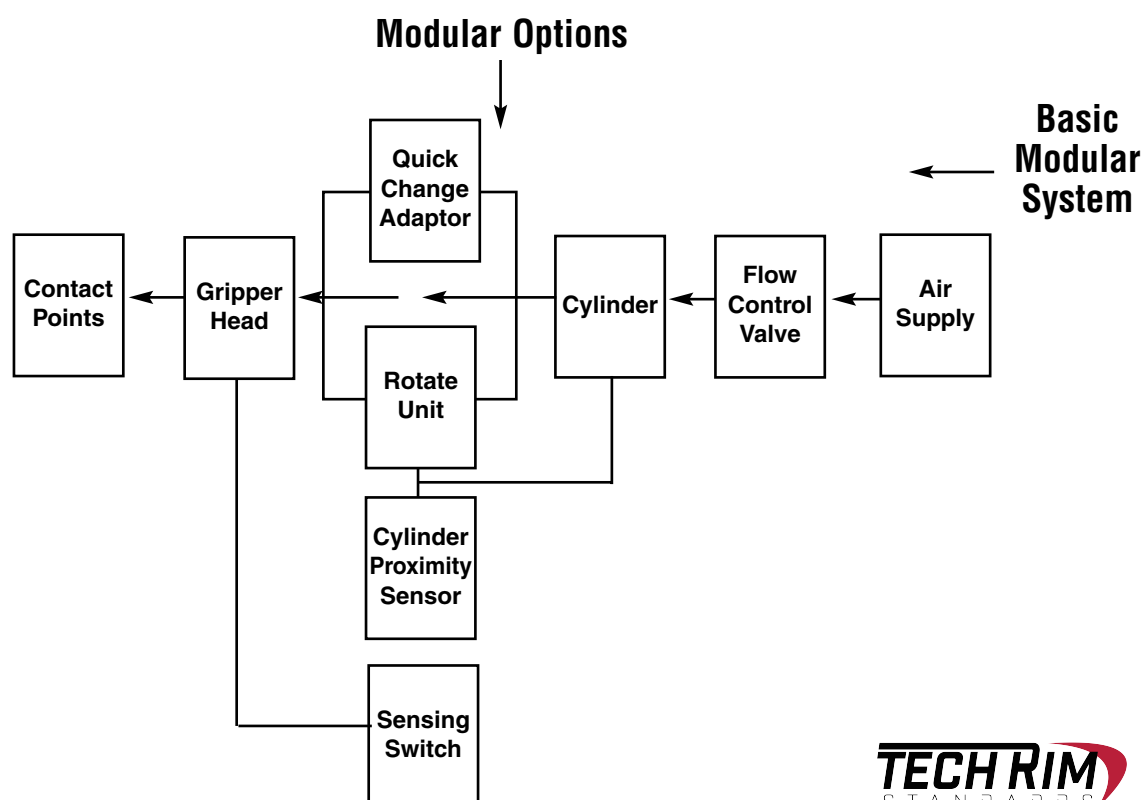 Modular Options
Basic
Modular
System
Quick
Change
Adaptor
Contact
Points
Gripper
Head
Cylinder
Flow
Control
Valve
Air
Supply
Rotate
Unit
Cylinder
Proximity
Sensor
Sensing
Switch
TECH RIM
STANDARDS